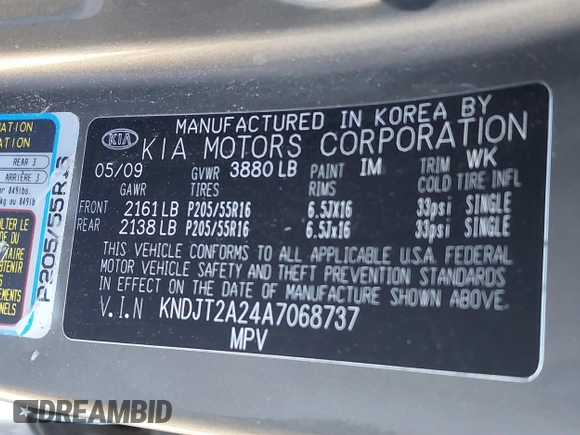 MANUFACTURED IN KOREA BY
KIA KIA MOTORS CORPORATION
05/09 GVWR 3880 LB PAINT IM TRIM WK
GAWR TIRES RIMS COLD TIRE INFL
FRONT 2161 LB P205/55R16 6.5JX16 33psi SINGLE
REAR 2138 LB P205/55R16 6.5Jx16 33psi SINGLE
THIS VEHICLE CONFORMS TO ALL APPLICABLE U.S.A. FEDERAL
MOTOR VEHICLE SAFETY AND THEFT PREVENTION STANDARDS
IN EFFECT ON THE DATE OF MANUFACTURE SHOWN ABOVE.
V.I.N KNDJT2A24A7068737
MPV
REAR 3
ARRIÈRE 3
P205/55R16
DREAMBID